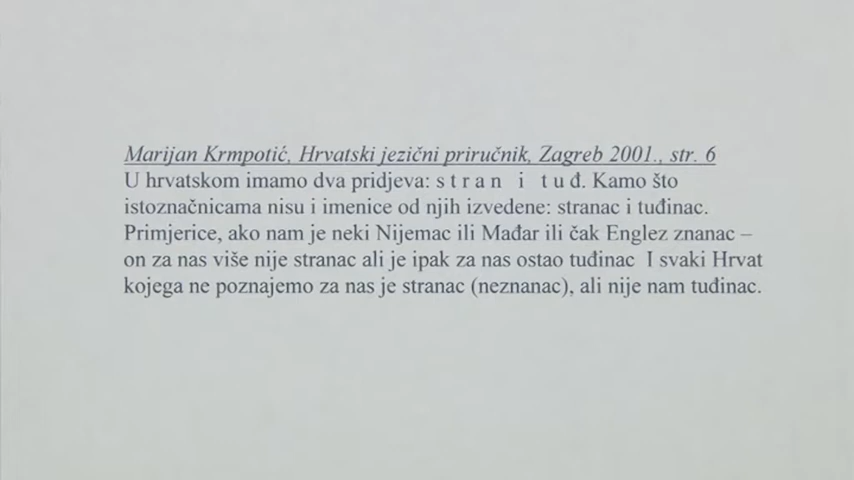 Marijan Krmpotić, Hrvatski jezični priručnik, Zagreb 2001., str. 6
U hrvatskom imamo dva pridjeva: s t r a n i t u đ. Kamo što
istoznačnicama nisu i imenice od njih izvedene: stranac i tuđinac.
Primjerice, ako nam je neki Nijemac ili Mađar ili čak Englez znanac –
on za nas više nije stranac ali je ipak za nas ostao tuđinac I svaki Hrvat
kojega ne poznajemo za nas je stranac (neznanac), ali nije nam tuđinac.